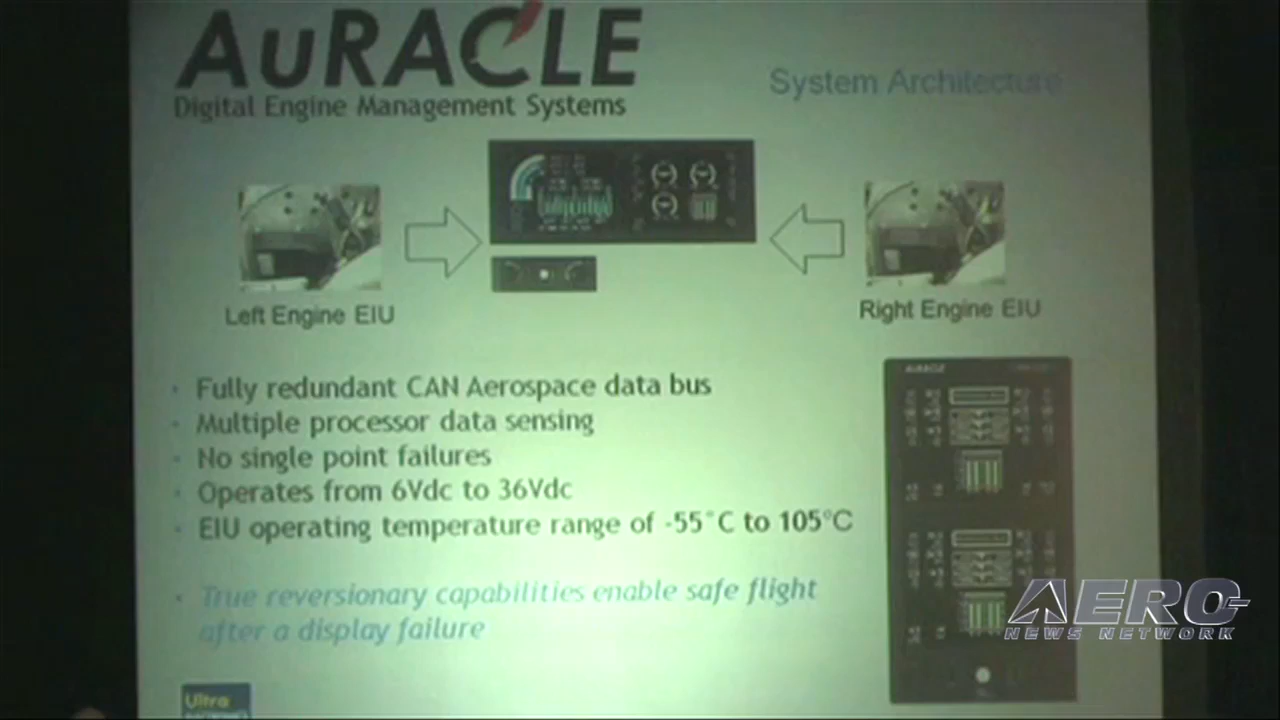 AuRACLE
Digital Engine Management Systems
System Architecture
Left Engine EIU
Right Engine EIU
· Fully redundant CAN Aerospace data bus
· Multiple processor data sensing
· No single point failures
· Operates from 6Vdc to 36Vdc
· EIU operating temperature range of -55°C to 105°C
· True reversionary capabilities enable safe flight
after a display failure
AURACLE
AERO-
NEWS NETWORK
Ultra